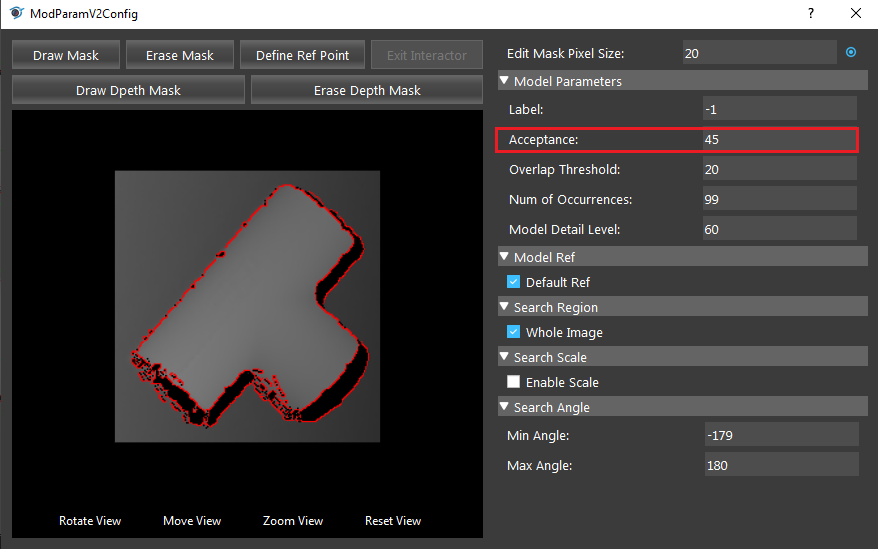 ModParamV2Config
?
Draw Mask
Erase Mask
Define Ref Point
Exit Interactor
Draw Dpeth Mask
Erase Depth Mask
Rotate View
Move View
Zoom View
Reset View
Edit Mask Pixel Size: 20
Model Parameters
Label: -1
Acceptance: 45
Overlap Threshold: 20
Num of Occurrences: 99
Model Detail Level: 60
Model Ref
Default Ref
Search Region
Whole Image
Search Scale
Enable Scale
Search Angle
Min Angle: -179
Max Angle: 180